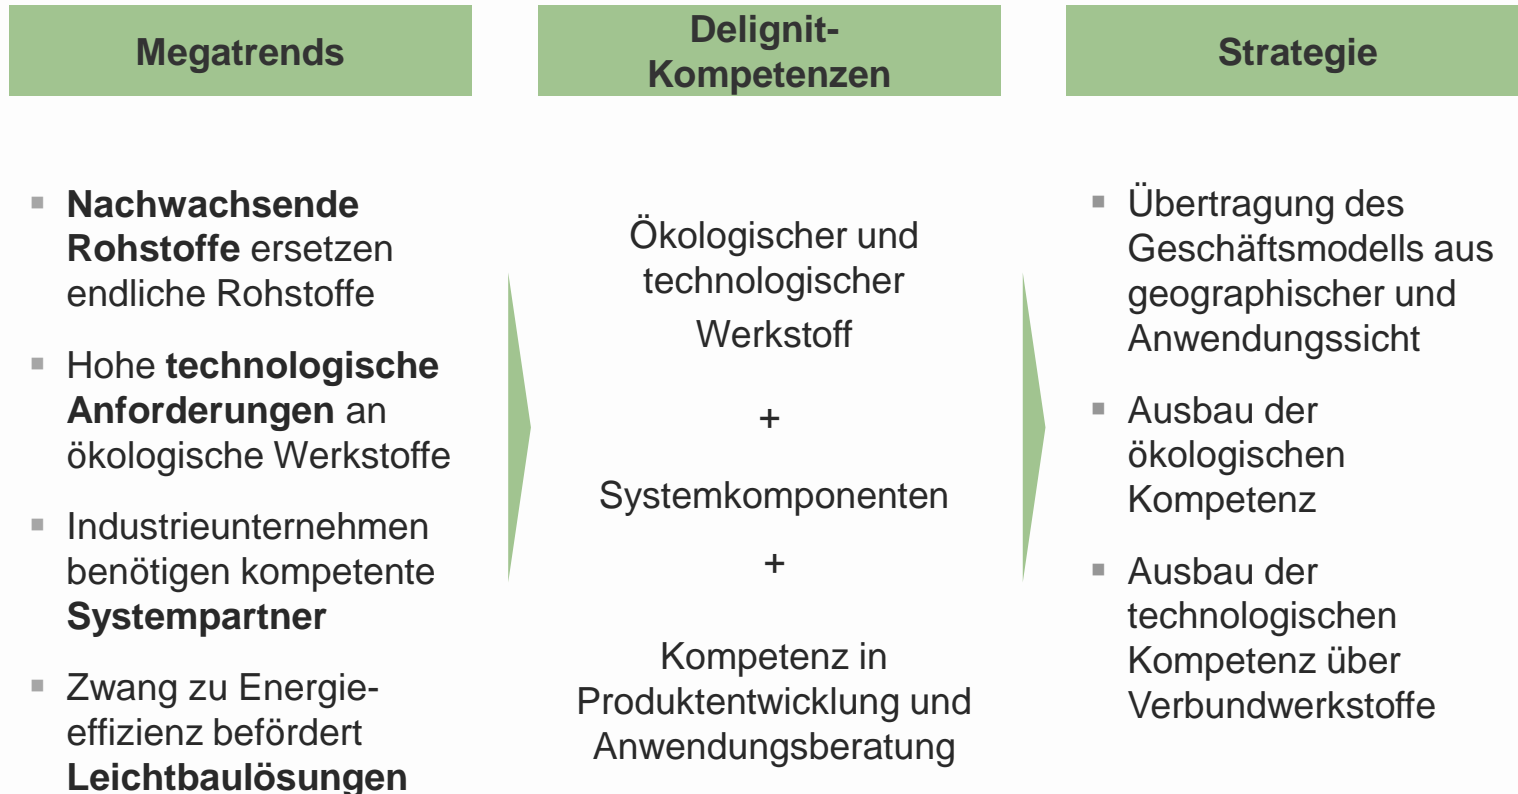 Megatrends
▪ Nachwachsende
Rohstoffe ersetzen
endliche Rohstoffe
▪ Hohe technologische
Anforderungen an
ökologische Werkstoffe
▪ Industrieunternehmen
benötigen kompetente
Systempartner
▪ Zwang zu Energie-
effizienz befördert
Leichtbaulösungen
Delignit-
Kompetenzen
Ökologischer und
technologischer
Werkstoff
+
Systemkomponenten
+
Kompetenz in
Produktentwicklung und
Anwendungsberatung
Strategie
▪ Übertragung des
Geschäftsmodells aus
geographischer und
Anwendungssicht
▪ Ausbau der
ökologischen
Kompetenz
▪ Ausbau der
technologischen
Kompetenz über
Verbundwerkstoffe